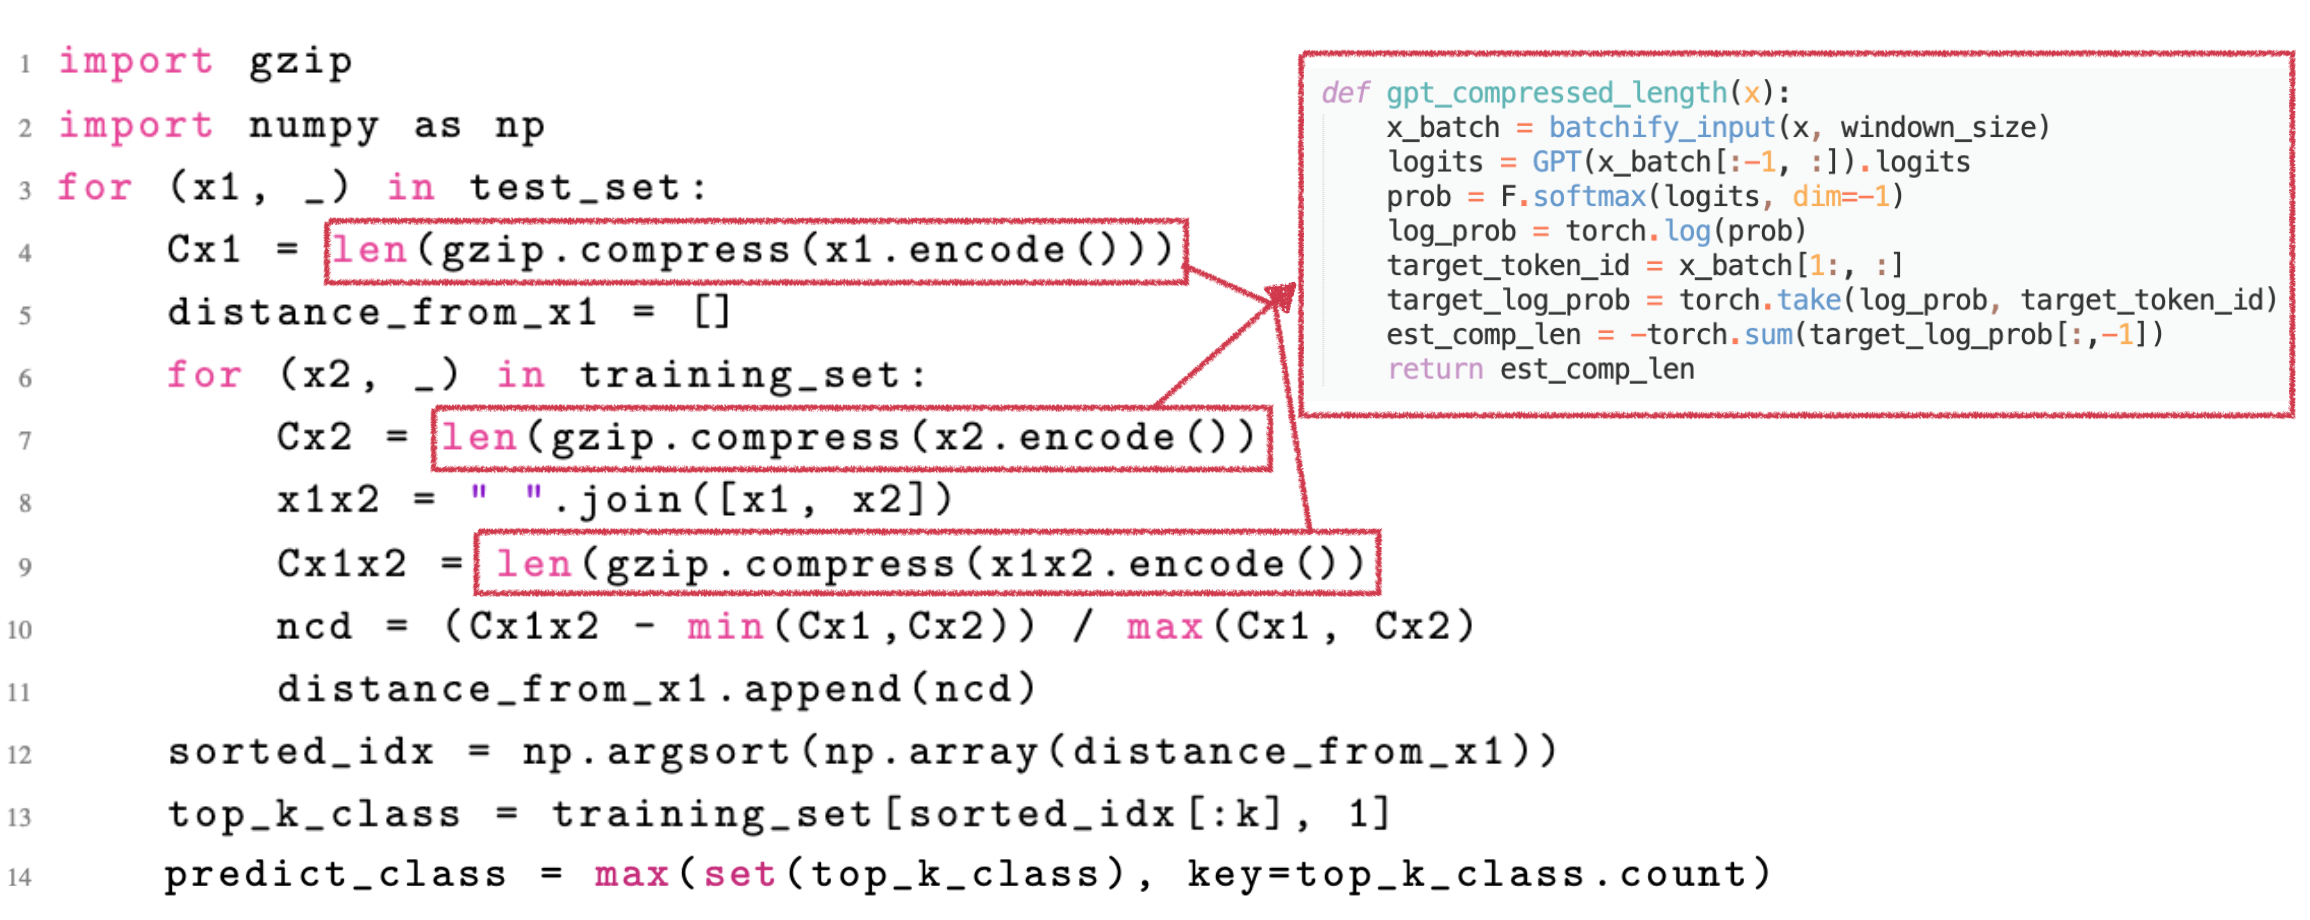 1 import gzip
2 import numpy as np
3 for (x1, _) in test_set:
4     Cx1 = len(gzip.compress(x1.encode()))
5     distance_from_x1 = []
6     for (x2, _) in training_set:
7         Cx2 = len(gzip.compress(x2.encode())
8         x1x2 = " ".join([x1, x2])
9         Cx1x2 = len(gzip.compress(x1x2.encode())
10         ncd = (Cx1x2 - min(Cx1,Cx2)) / max(Cx1, Cx2)
11         distance_from_x1.append(ncd)
12     sorted_idx = np.argsort(np.array(distance_from_x1))
13     top_k_class = training_set[sorted_idx[:k], 1]
14     predict_class = max(set(top_k_class), key=top_k_class.count)
def gpt_compressed_length(x):
    x_batch = batchify_input(x, windown_size)
    logits = GPT(x_batch[:-1, :]).logits
    prob = F.softmax(logits, dim=-1)
    log_prob = torch.log(prob)
    target_token_id = x_batch[1:, :]
    target_log_prob = torch.take(log_prob, target_token_id)
    est_comp_len = -torch.sum(target_log_prob[:,-1])
    return est_comp_len